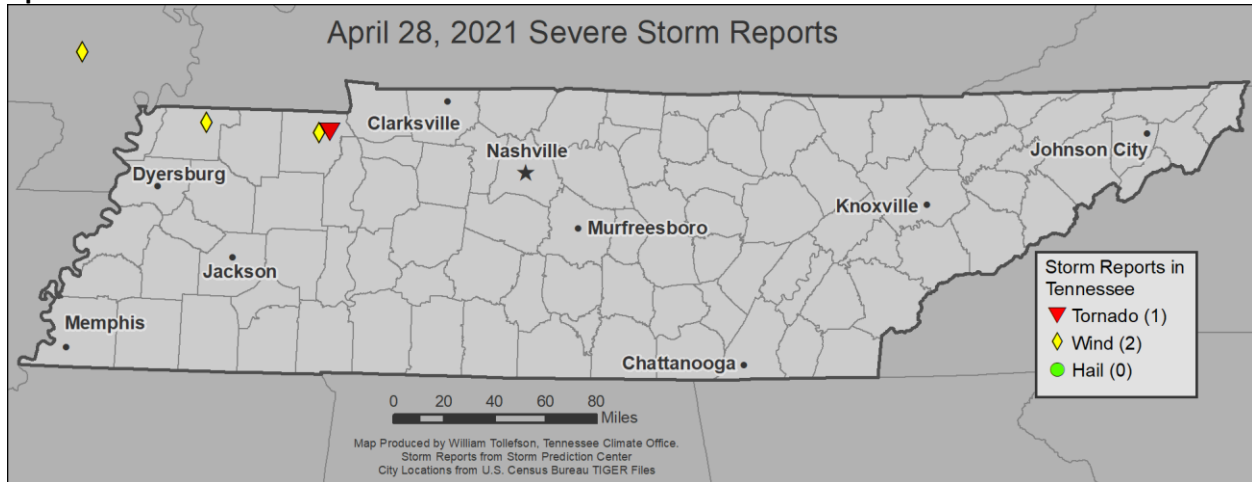 April 28, 2021 Severe Storm Reports
Clarksville
Nashville
Johnson City
Dyersburg
Knoxville
Murfreesboro
Jackson
Storm Reports in
Tennessee
Tornado (1)
Wind (2)
Hail (0)
Memphis
Chattanooga
0 20 40 60 80
Miles
Map Produced by William Tollefson, Tennessee Climate Office.
Storm Reports from Storm Prediction Center
City Locations from U.S. Census Bureau TIGER Files